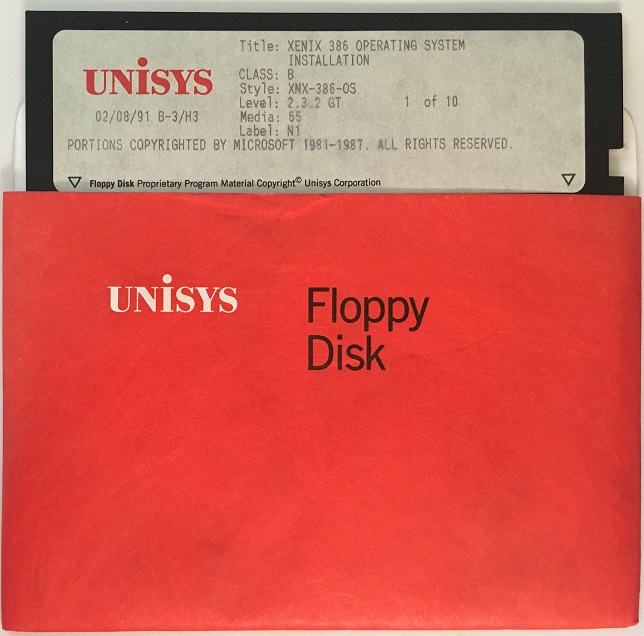 Title: XENIX 386 OPERATING SYSTEM
INSTALLATION
UNiSYS
CLASS: B
Style: XNX-386-OS
Level: 2.3.2 GT 1 of 10
02/08/91 B-3/H3
Media: 65
Label: N1
PORTIONS COPYRIGHTED BY MICROSOFT 1981-1987. ALL RIGHTS RESERVED.
Floppy Disk Proprietary Program Material Copyright© Unisys Corporation
UNiSYS
Floppy
Disk